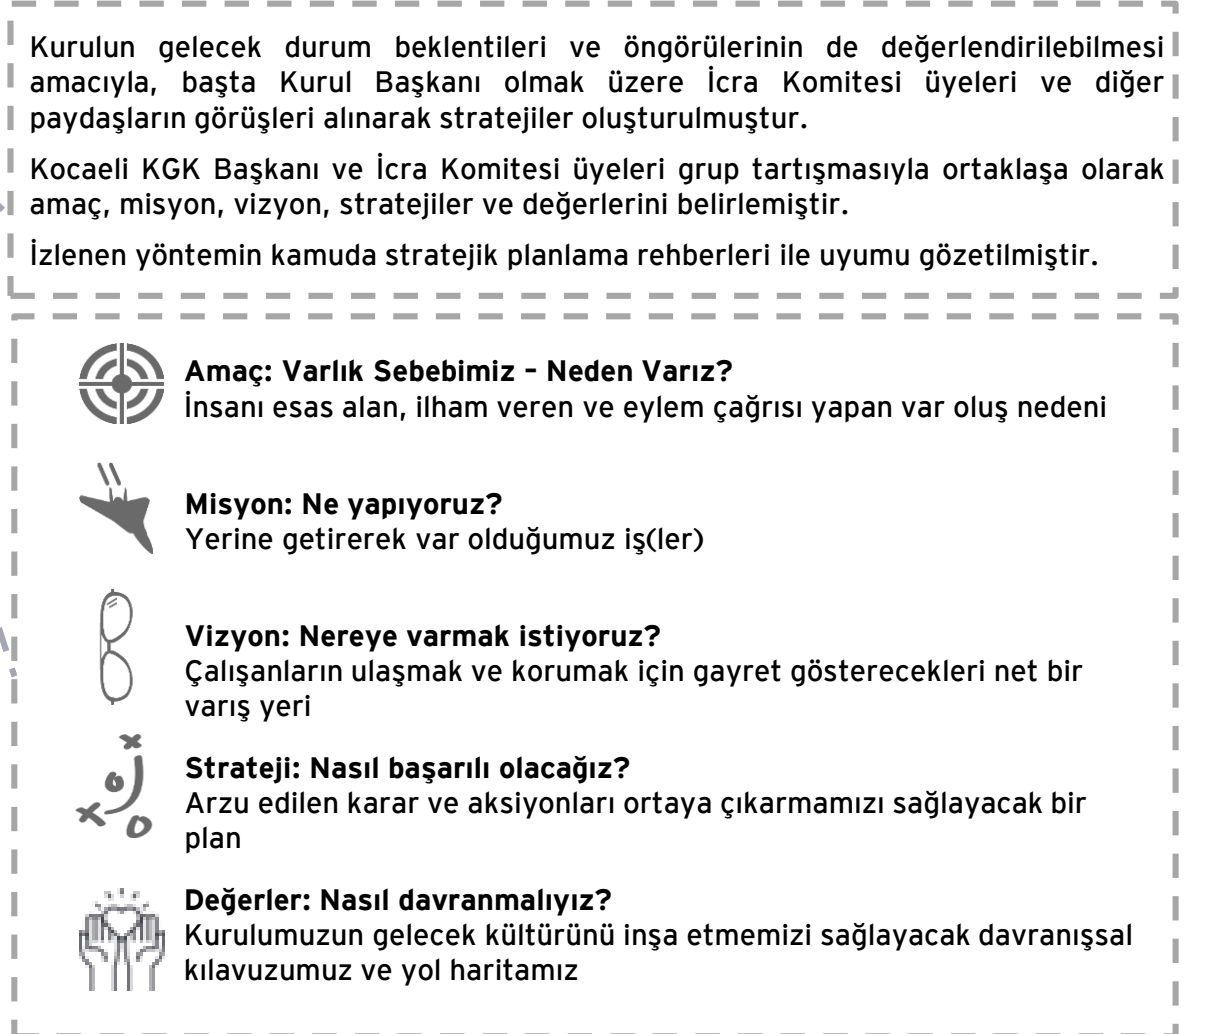 Kurulun gelecek durum beklentileri ve öngörülerinin de değerlendirilebilmesi
amacıyla, başta Kurul Başkanı olmak üzere İcra Komitesi üyeleri ve diğer
paydaşların görüşleri alınarak stratejiler oluşturulmuştur.
Kocaeli KGK Başkanı ve İcra Komitesi üyeleri grup tartışmasıyla ortaklaşa olarak
amaç, misyon, vizyon, stratejiler ve değerlerini belirlemiştir.
İzlenen yöntemin kamuda stratejik planlama rehberleri ile uyumu gözetilmiştir.
Amaç: Varlık Sebebimiz – Neden Varız?
İnsanı esas alan, ilham veren ve eylem çağrısı yapan var oluş nedeni
Misyon: Ne yapıyoruz?
Yerine getirerek var olduğumuz iş(ler)
Vizyon: Nereye varmak istiyoruz?
Çalışanların ulaşmak ve korumak için gayret gösterecekleri net bir
varış yeri
Strateji: Nasıl başarılı olacağız?
Arzu edilen karar ve aksiyonları ortaya çıkarmamızı sağlayacak bir
plan
Değerler: Nasıl davranmalıyız?
Kurulumuzun gelecek kültürünü inşa etmemizi sağlayacak davranışsal
kılavuzumuz ve yol haritamız